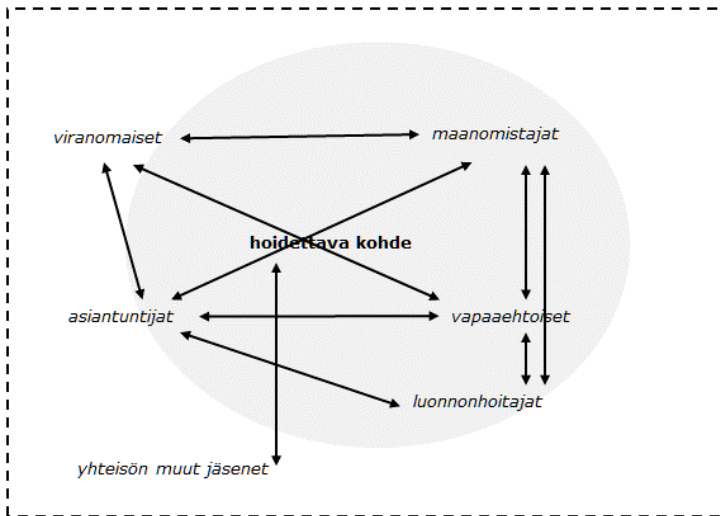 viranomaiset
maanomistajat
hoidettava kohde
asiantuntijat
vapaaehtoiset
luonnonhoitajat
yhteisön muut jäsenet